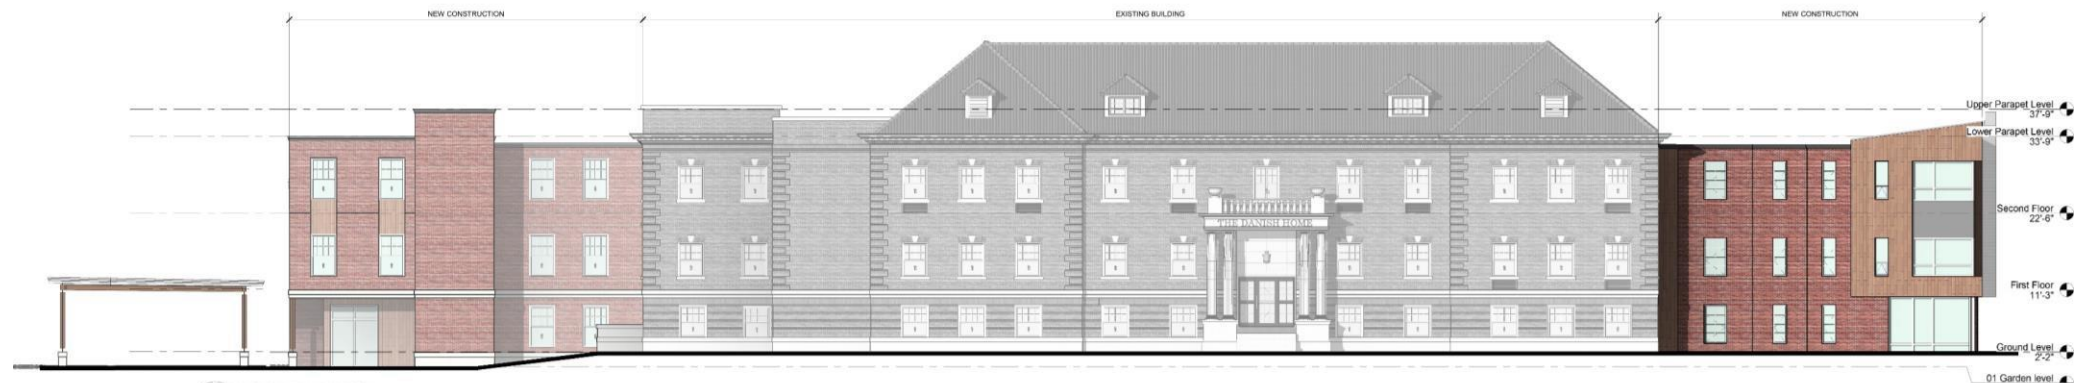 NEW CONSTRUCTION
EXISTING BUILDING
NEW CONSTRUCTION
Upper Parapet Level
37'-9"
Lower Parapet Level
33'-9"
Second Floor
22'-6"
THE DANISH HOME
First Floor
11'-3"
Ground Level
2'-2"
01 Garden level